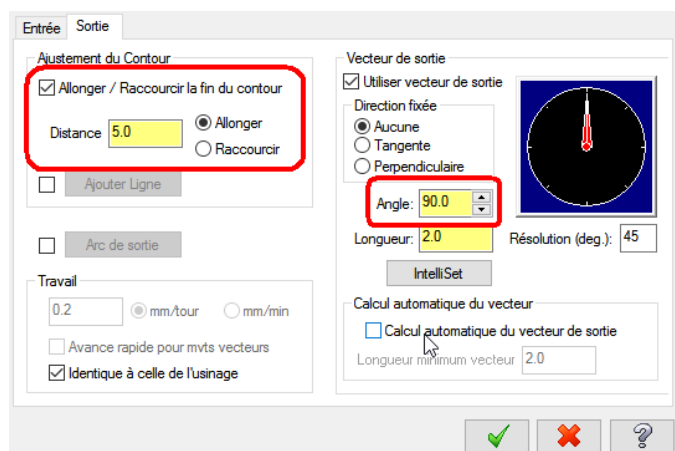 Entrée Sortie
Ajustement du Contour
Allonger / Raccourcir la fin du contour
Distance 5.0
Allonger
Raccourcir
Ajouter Ligne
Arc de sortie
Travail
0.2 mm/tour mm/min
Avance rapide pour mvts vecteurs
Identique à celle de l'usinage
Vecteur de sortie
Utiliser vecteur de sortie
Direction fixée
Aucune
Tangente
Perpendiculaire
Angle: 90.0
Longueur: 2.0 Résolution (deg.): 45
IntelliSet
Calcul automatique du vecteur
Calcul automatique du vecteur de sortie
Longueur minimum vecteur 2.0